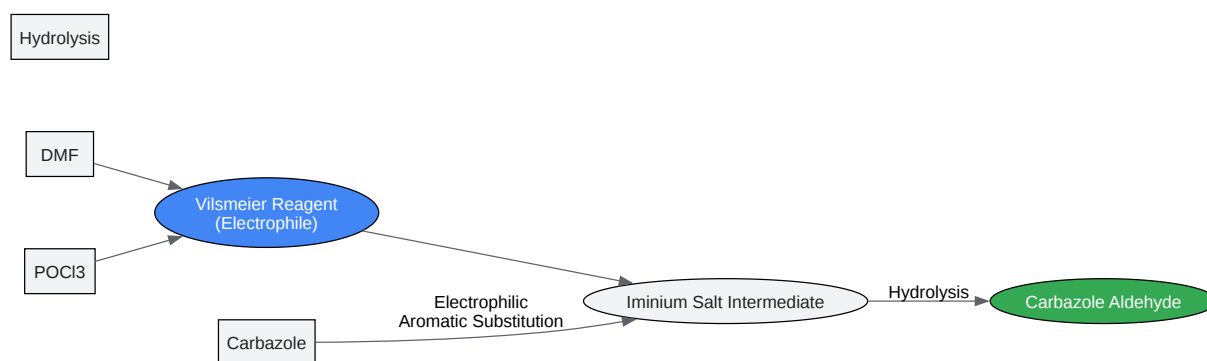 Hydrolysis
DMF
Vilsmeier Reagent
(Electrophile)
POCl3
Electrophilic
Aromatic Substitution
Carbazole
Iminium Salt Intermediate
Hydrolysis
Carbazole Aldehyde